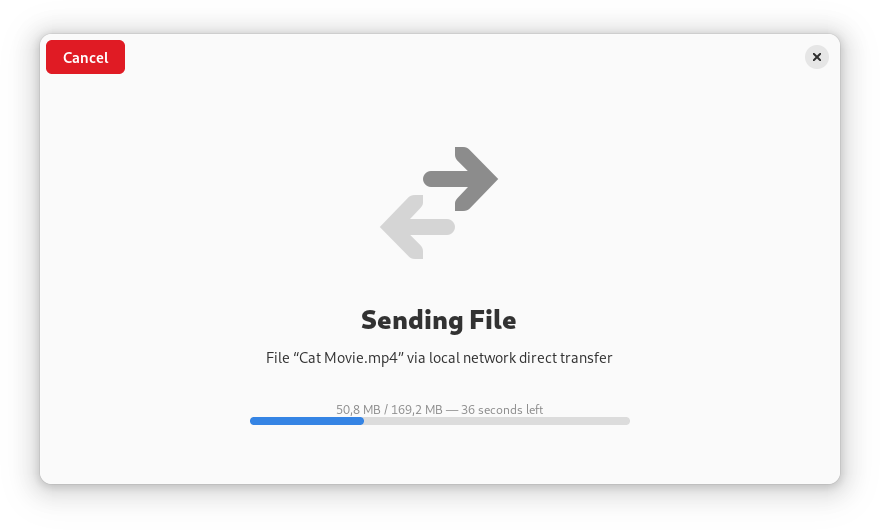 Cancel
Sending File
File “Cat Movie.mp4” via local network direct transfer
50,8 MB / 169,2 MB — 36 seconds left